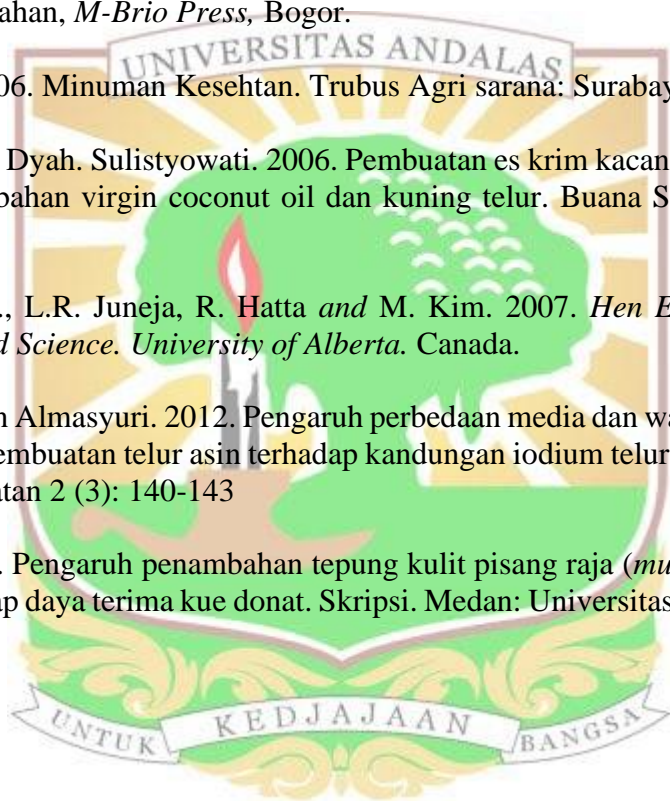 ahan, M-Brio Press, Bogor.
UNIVERSITAS ANDALAS
06. Minuman Kesehtan. Trubus Agri sarana: Surabay
Dyah. Sulistyowati. 2006. Pembuatan es krim kacan
bahan virgin coconut oil dan kuning telur. Buana S
., L.R. Juneja, R. Hatta and M. Kim. 2007. Hen E
d Science. University of Alberta. Canada.
n Almasyuri. 2012. Pengaruh perbedaan media dan wa
embuatan telur asin terhadap kandungan iodium telur
atan 2 (3): 140-143
. Pengaruh penambahan tepung kulit pisang raja (mu
ap daya terima kue donat. Skripsi. Medan: Universitas
UNTUK KEDJAJAAN BANGSA